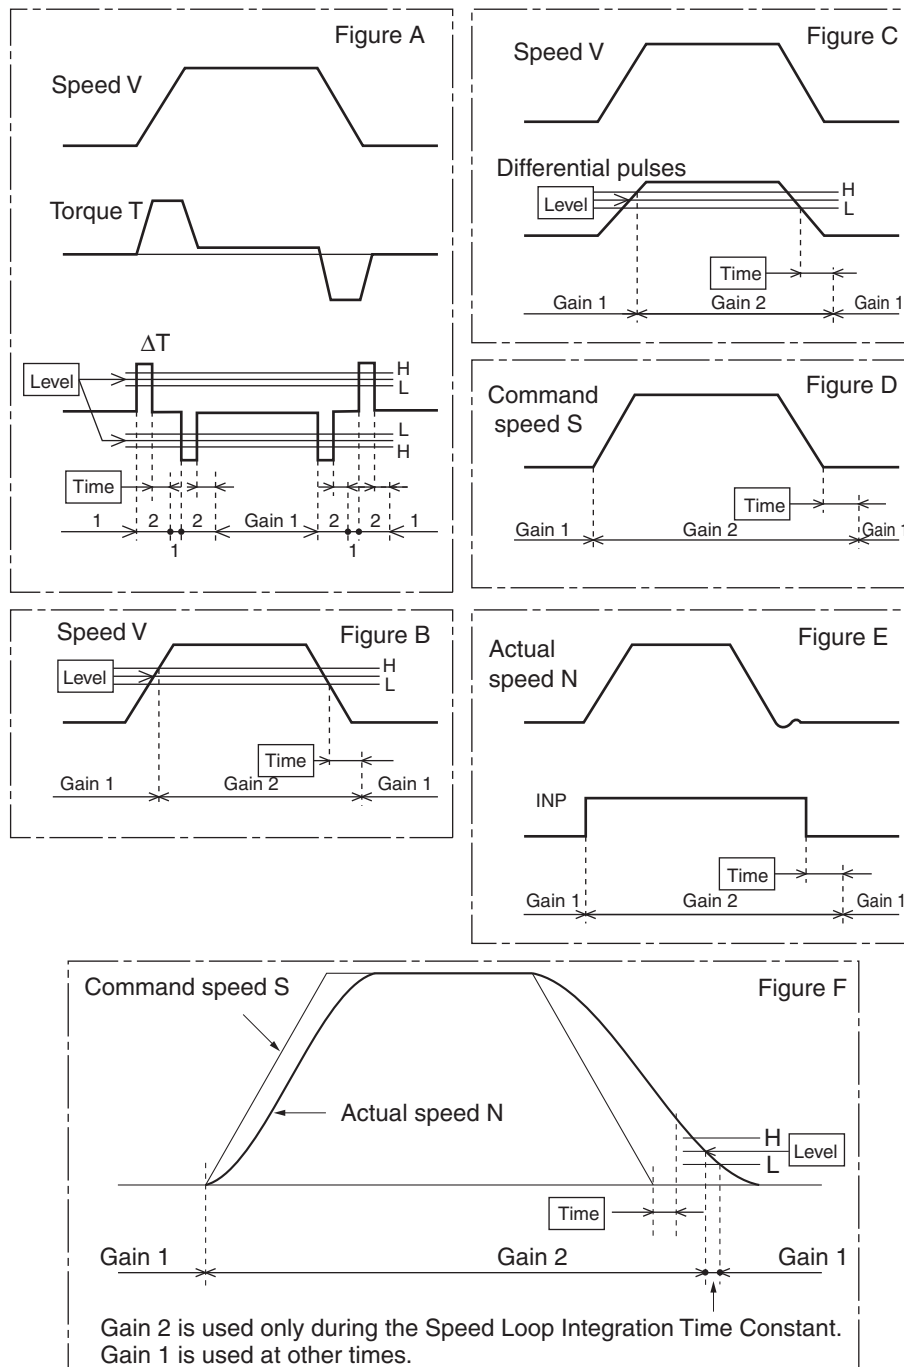 Figure A
Speed V
Torque T
ΔT
Level
H
L
L
H
Time
1 2 2 Gain 1 2 2 1
1 1
Speed V
Figure B
Level
H
L
Time
Gain 1 Gain 2 Gain 1
Figure C
Speed V
Differential pulses
Level
H
L
Time
Gain 1 Gain 2 Gain 1
Figure D
Command
speed S
Time
Gain 1 Gain 2 Gain 1
Figure E
Actual
speed N
INP
Time
Gain 1 Gain 2 Gain 1
Figure F
Command speed S
Actual speed N
H
Level
L
Time
Gain 1 Gain 2 Gain 1
Gain 2 is used only during the Speed Loop Integration Time Constant.
Gain 1 is used at other times.